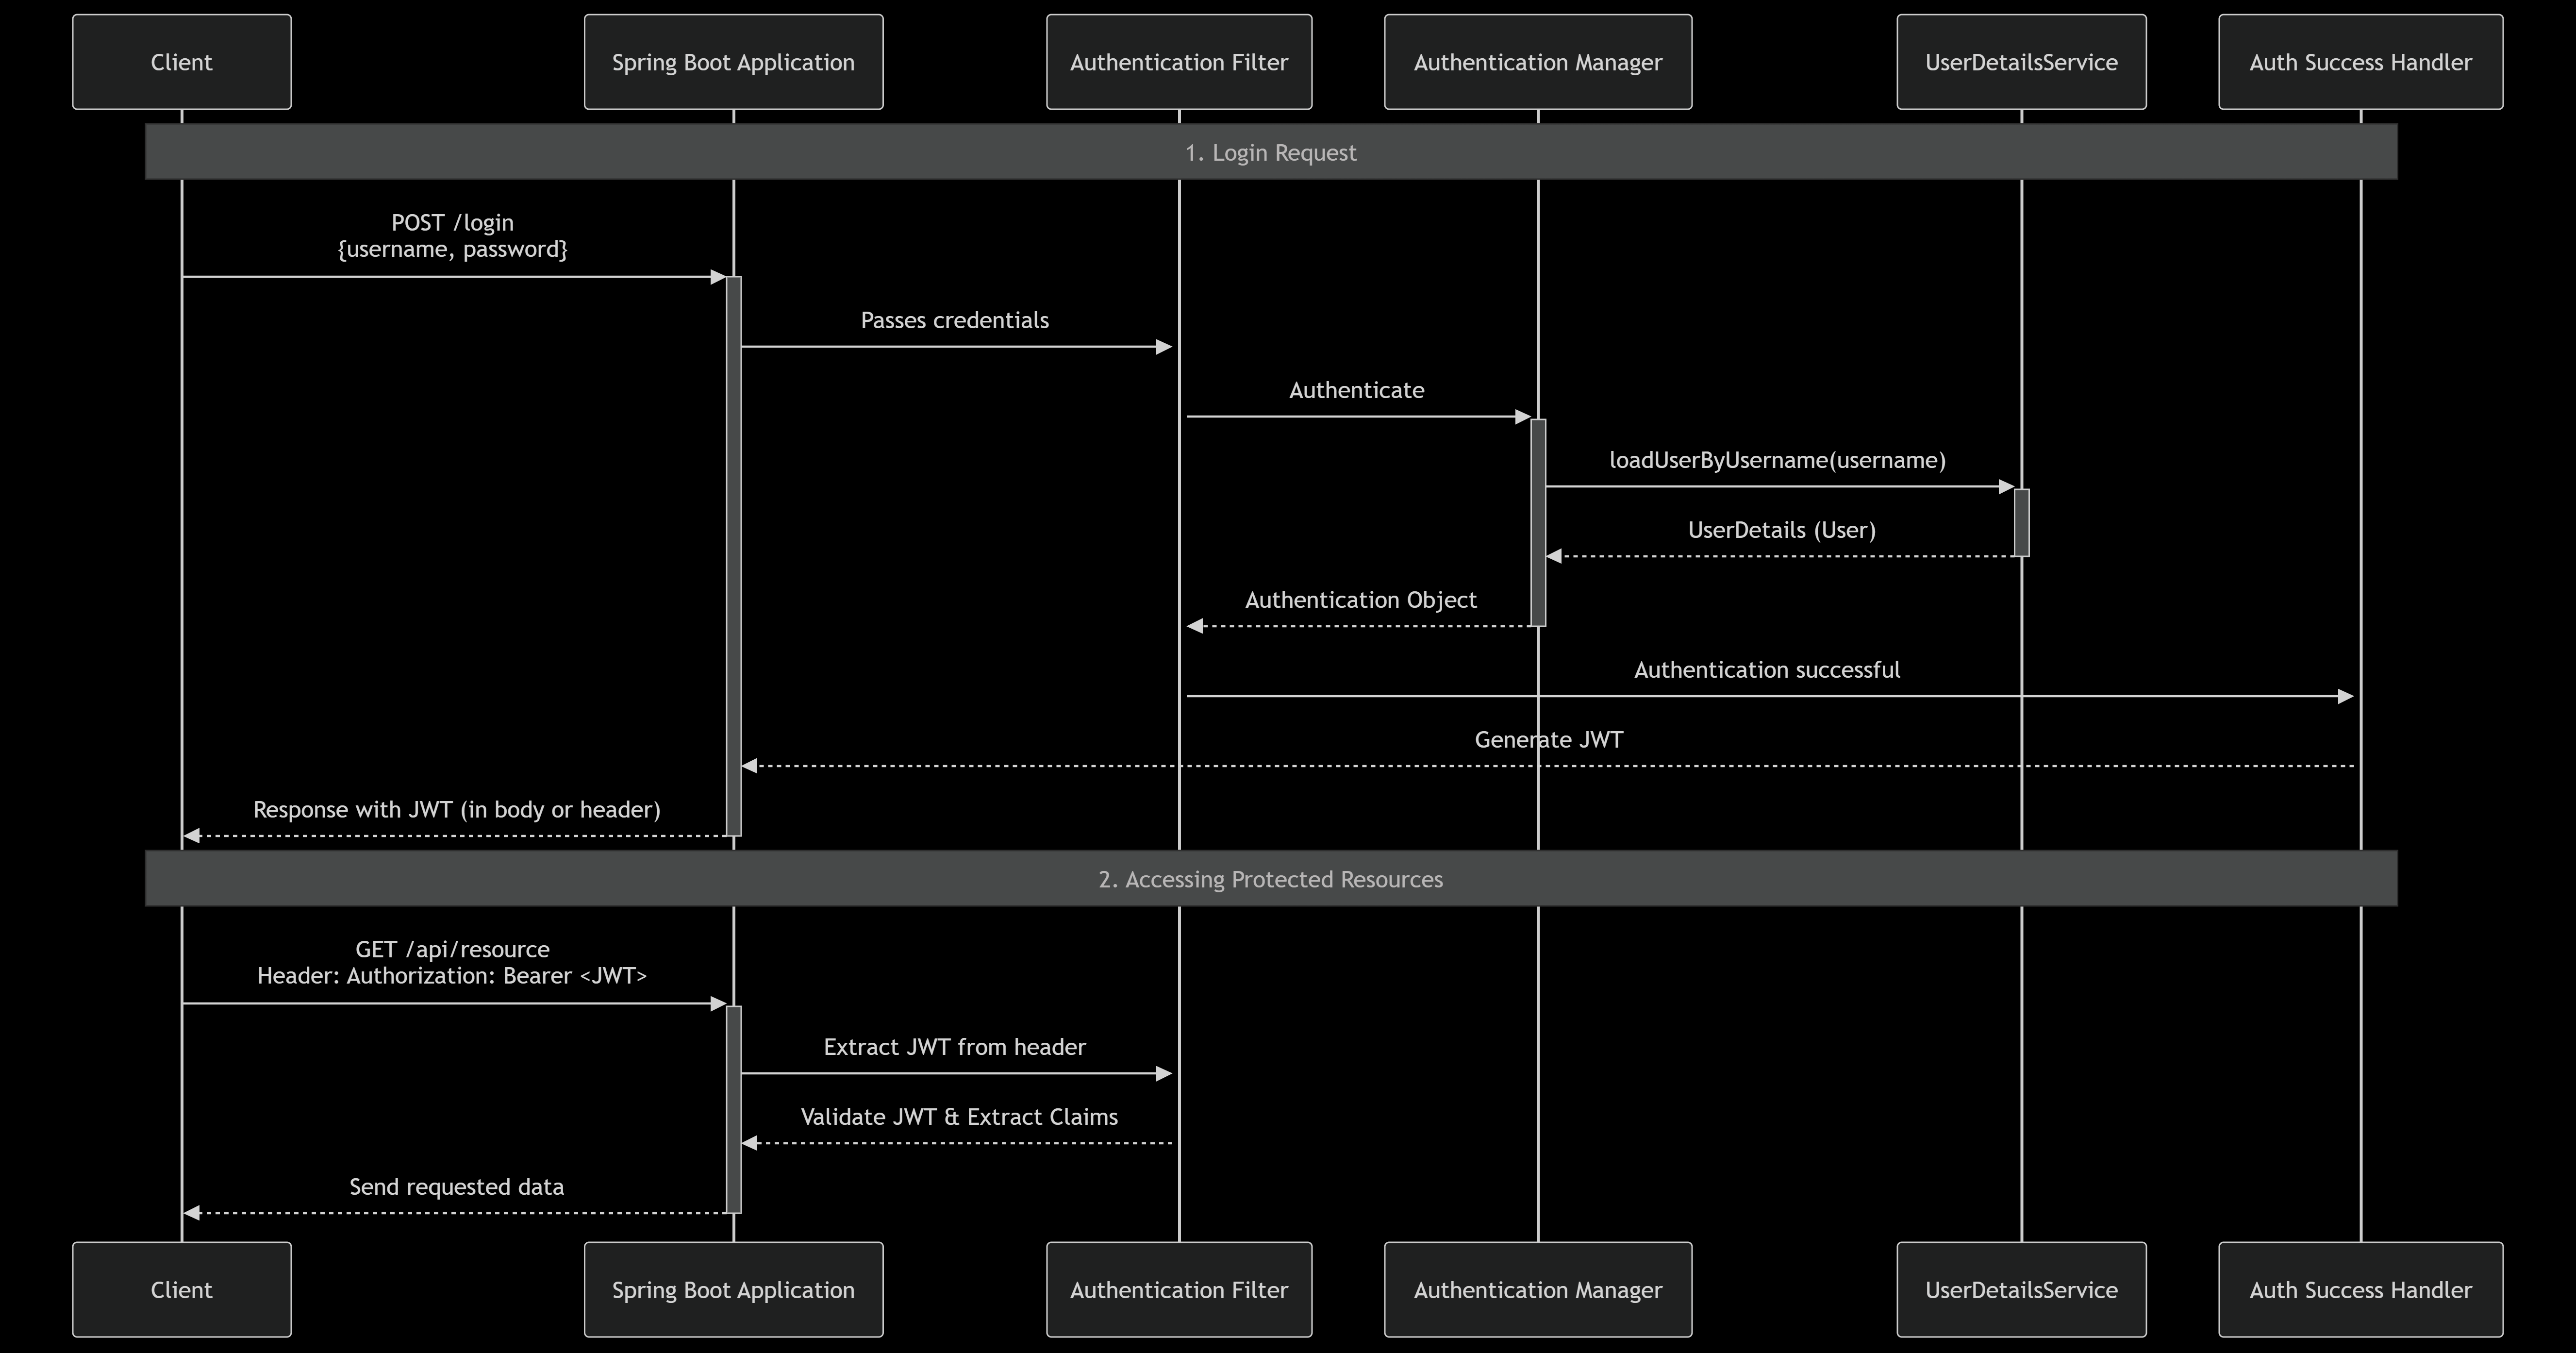 Client
Spring Boot Application
Authentication Filter
Authentication Manager
UserDetailsService
Auth Success Handler
1. Login Request
POST /login
{username, password}
Passes credentials
Authenticate
loadUserByUsername(username)
UserDetails (User)
Authentication Object
Authentication successful
Generate JWT
Response with JWT (in body or header)
2. Accessing Protected Resources
GET /api/resource
Header: Authorization: Bearer <JWT>
Extract JWT from header
Validate JWT & Extract Claims
Send requested data
Client
Spring Boot Application
Authentication Filter
Authentication Manager
UserDetailsService
Auth Success Handler